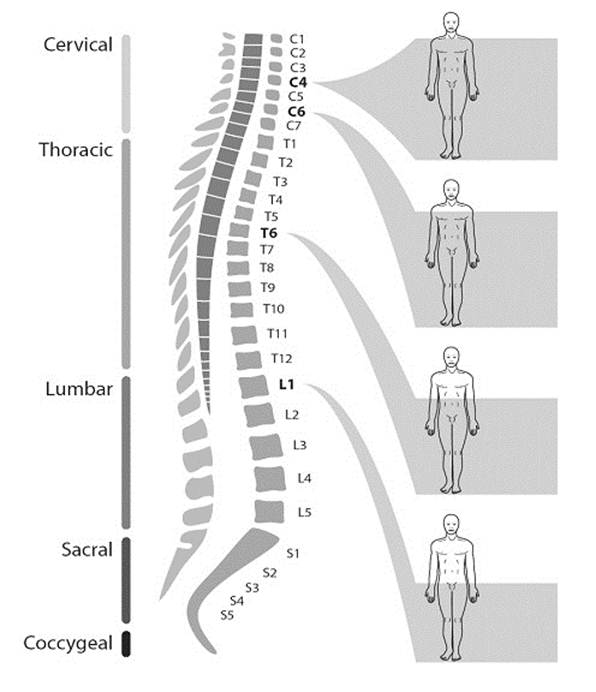 Cervical
C1
C2
C3
C4
C5
C6
C7
Thoracic
T1
T2
T3
T4
T5
T6
T7
T8
T9
T10
T11
T12
Lumbar
L1
L2
L3
L4
L5
Sacral
S1
S2
S3
S4
S5
Coccygeal